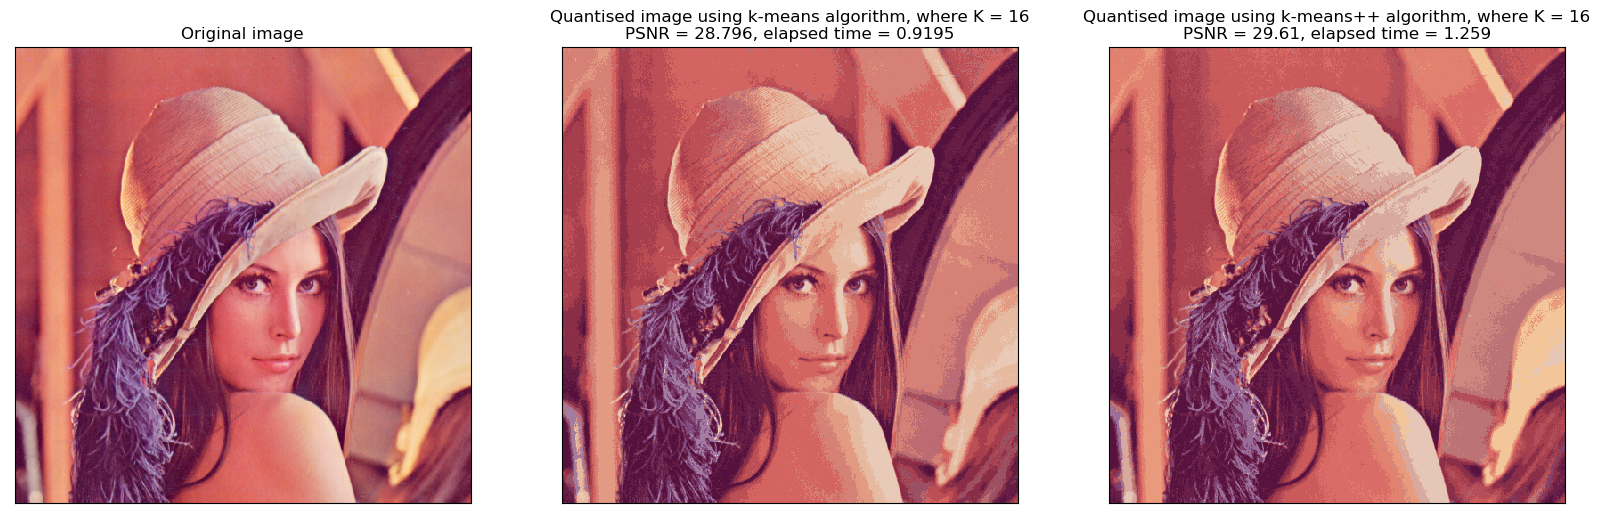 Original image
Quantised image using k-means algorithm, where K = 16
PSNR = 28.796, elapsed time = 0.9195
Quantised image using k-means++ algorithm, where K = 16
PSNR = 29.61, elapsed time = 1.259